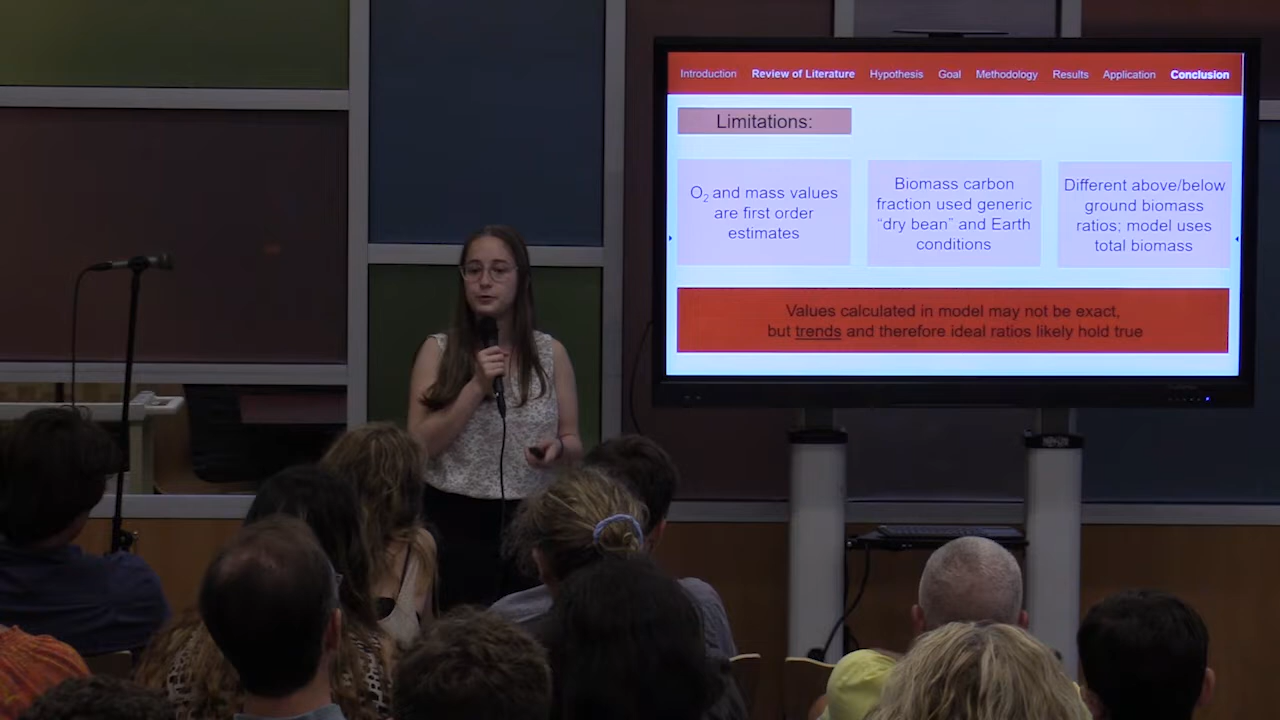 Introduction Review of Literature Hypothesis Goal Methodology Results Application Conclusion
Limitations:
O2 and mass values
are first order
estimates
Biomass carbon
fraction used generic
“dry bean” and Earth
conditions
Different above/below
ground biomass
ratios; model uses
total biomass
Values calculated in model may not be exact,
but trends and therefore ideal ratios likely hold true